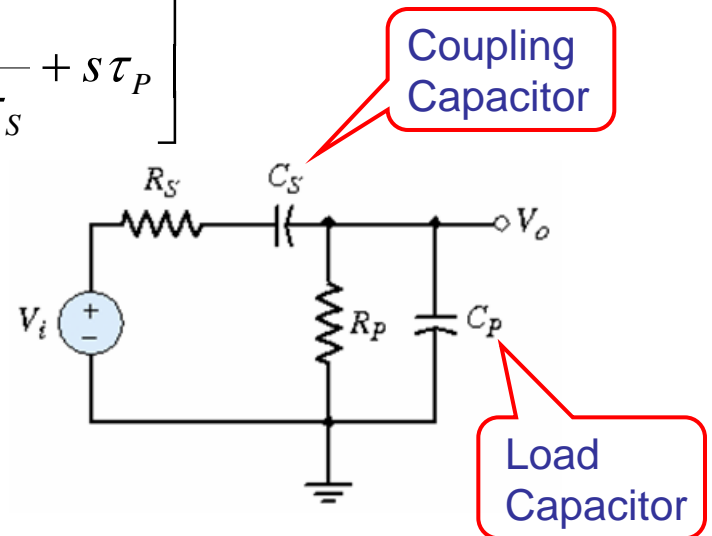 + sτ_P
S
Coupling
Capacitor
R_S
C_S
V_o
V_i
+
−
R_P
C_P
Load
Capacitor